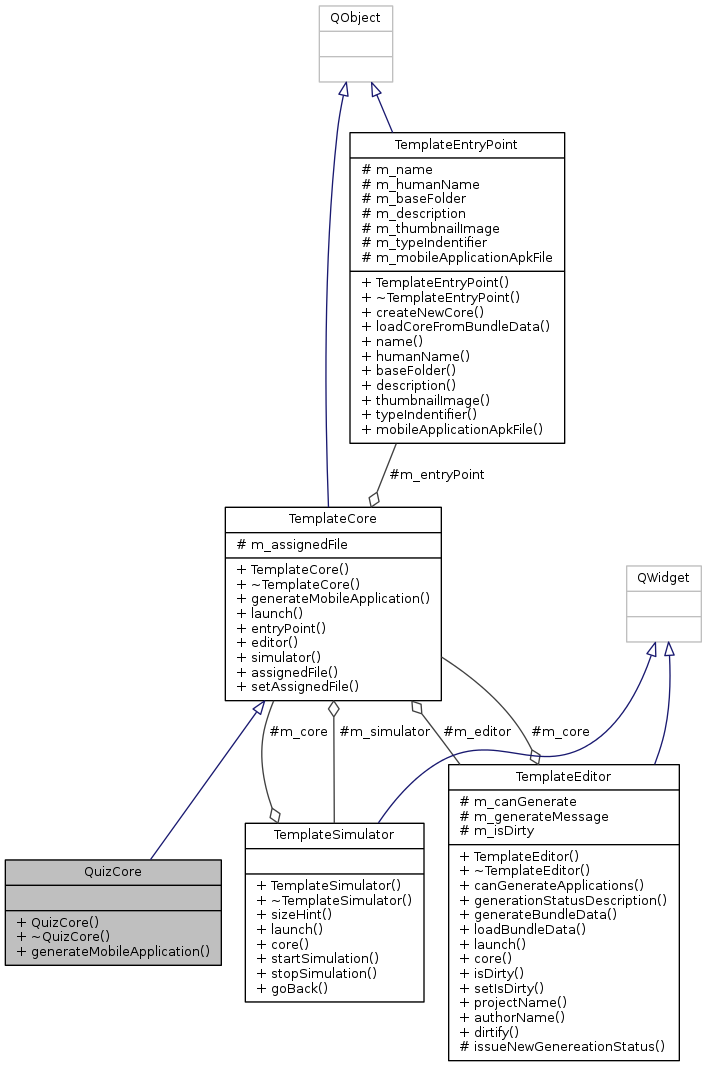 QObject
TemplateEntryPoint
# m_name
# m_humanName
# m_baseFolder
# m_description
# m_thumbnailImage
# m_typeIndentifier
# m_mobileApplicationApkFile
+ TemplateEntryPoint()
+ ~TemplateEntryPoint()
+ createNewCore()
+ loadCoreFromBundleData()
+ name()
+ humanName()
+ baseFolder()
+ description()
+ thumbnailImage()
+ typeIndentifier()
+ mobileApplicationApkFile()
#m_entryPoint
TemplateCore
# m_assignedFile
+ TemplateCore()
+ ~TemplateCore()
+ generateMobileApplication()
+ launch()
+ entryPoint()
+ editor()
+ simulator()
+ assignedFile()
+ setAssignedFile()
QWidget
#m_core
#m_simulator
#m_editor
#m_core
TemplateEditor
# m_canGenerate
# m_generateMessage
# m_isDirty
+ TemplateEditor()
+ ~TemplateEditor()
+ canGenerateApplications()
+ generationStatusDescription()
+ generateBundleData()
+ loadBundleData()
+ launch()
+ core()
+ isDirty()
+ setIsDirty()
+ projectName()
+ authorName()
+ dirtify()
# issueNewGenereationStatus()
TemplateSimulator
+ TemplateSimulator()
+ ~TemplateSimulator()
+ sizeHint()
+ launch()
+ core()
+ startSimulation()
+ stopSimulation()
+ goBack()
QuizCore
+ QuizCore()
+ ~QuizCore()
+ generateMobileApplication()